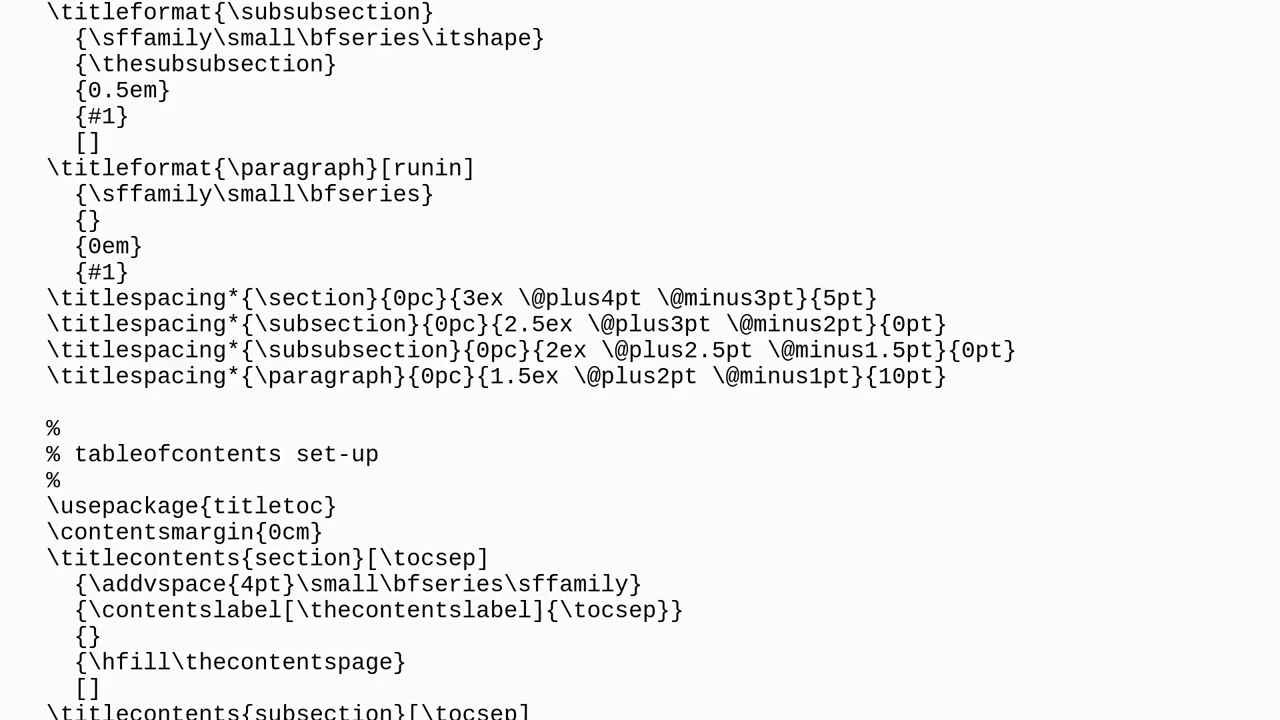 \titleformat{\subsubsection}
  {\sffamily\small\bfseries\itshape}
  {\thesubsubsection}
  {0.5em}
  {#1}
  []
\titleformat{\paragraph}[runin]
  {\sffamily\small\bfseries}
  {}
  {0em}
  {#1}
\titlespacing*{\section}{0pc}{3ex \@plus4pt \@minus3pt}{5pt}
\titlespacing*{\subsection}{0pc}{2.5ex \@plus3pt \@minus2pt}{0pt}
\titlespacing*{\subsubsection}{0pc}{2ex \@plus2.5pt \@minus1.5pt}{0pt}
\titlespacing*{\paragraph}{0pc}{1.5ex \@plus2pt \@minus1pt}{10pt}

%
% tableofcontents set-up
%
\usepackage{titletoc}
\contentsmargin{0cm}
\titlecontents{section}[\tocsep]
  {\addvspace{4pt}\small\bfseries\sffamily}
  {\contentslabel[\thecontentslabel]{\tocsep}}
  {}
  {\hfill\thecontentspage}
  []
\titlecontents{subsection}[\tocsep]